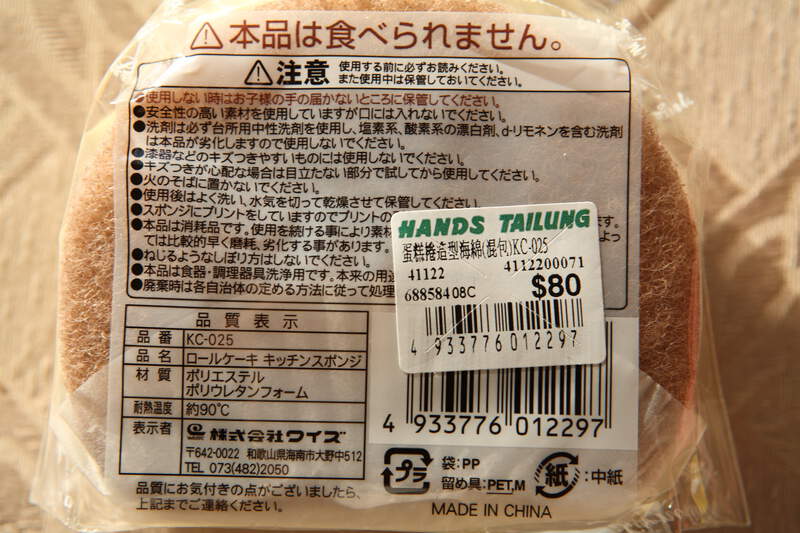 ⚠本品は食べられません。
⚠注意 使用する前に必ずお読みください。
また使用中は保管しておいてください。
●使用しない時はお子様の手の届かないところに保管してください。
●安全性の高い素材を使用していますが口には入れないでください。
●洗剤は必ず台所用中性洗剤を使用し、塩素系、酸素系の漂白剤、d-リモネンを含む洗剤
は本品が劣化しますので使用しないでください。
●漆器などのキズつきやすいものには使用しないでください。
●キズつきが心配な場合は目立たない部分で試してから使用してください。
●火のそばに置かないでください。
●使用後はよく洗い、水気を切って乾燥させて保管してください。
●スポンジにプリントをしていますのでプリントの
●本品は消耗品です。使用を続ける事により素材
よっ
ては比較的早く磨耗、劣化する事があります。
●ねじるようなしぼり方はしないでください。
●本品は食器・調理器具洗浄用です。本来の用途
●廃棄時は各自治体の定める方法に従って処理
HANDS TAILUNG
蛋糕捲造型海綿(混包)KC-025
41122 4112200071
68858408C $80
4 933776 012297
品質表示
品番 KC-025
品名 ロールケーキ キッチンスポンジ
材質 ポリエステル
ポリウレタンフォーム
耐熱温度 約90℃
表示者 株式会社ワイズ
〒642-0022 和歌山県海南市大野中512
TEL 073(482)2050
4 933776 012297
品質にお気付きの点がございましたら、
上記までご連絡ください。
プラ 袋:PP
留め具:PET,M
紙 :中紙
MADE IN CHINA